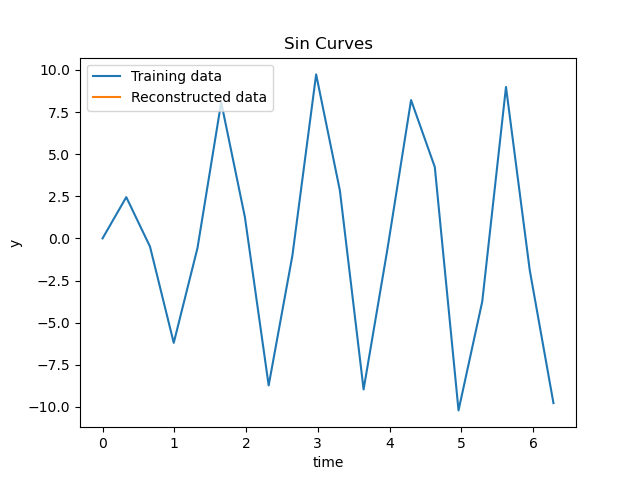 Sin Curves
Training data
Reconstructed data
10.0
7.5
5.0
2.5
0.0
−2.5
−5.0
−7.5
−10.0
y
0 1 2 3 4 5 6
time